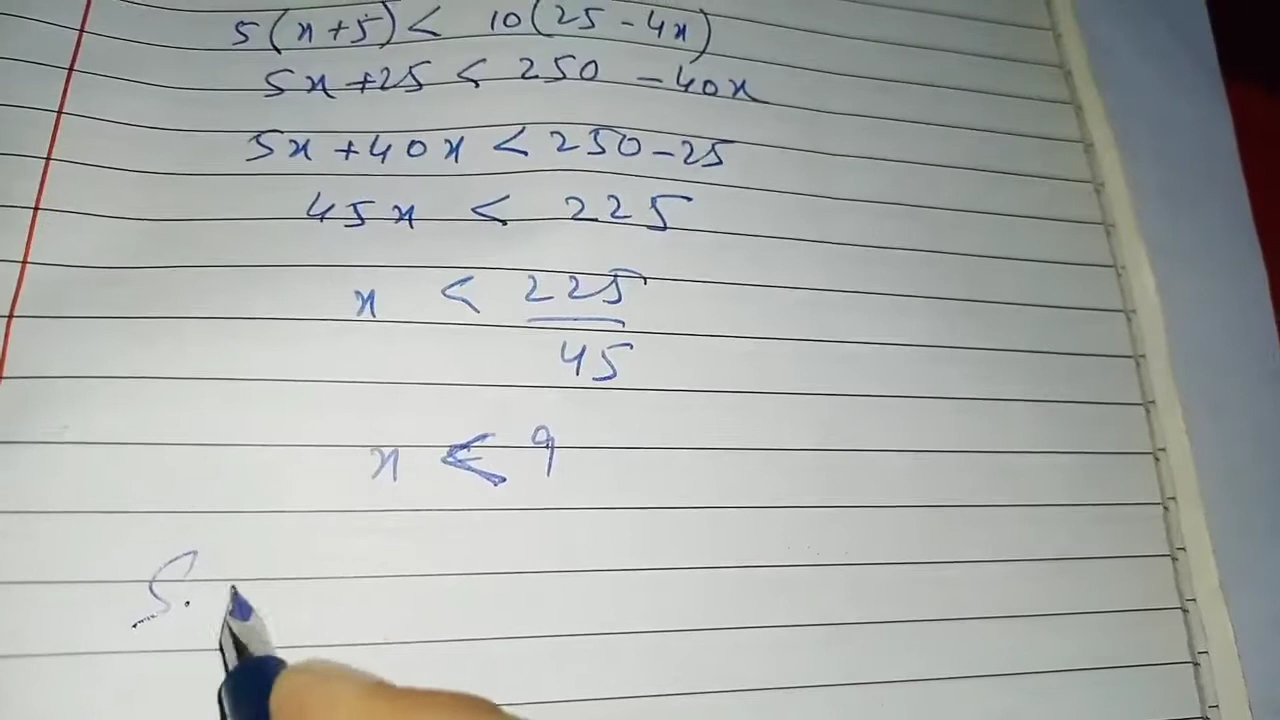 5(x+5) < 10(25-4x)
5x+25 < 250 -40x
5x+40x < 250-25
45x < 225
x < 225
45
x < 9
S.